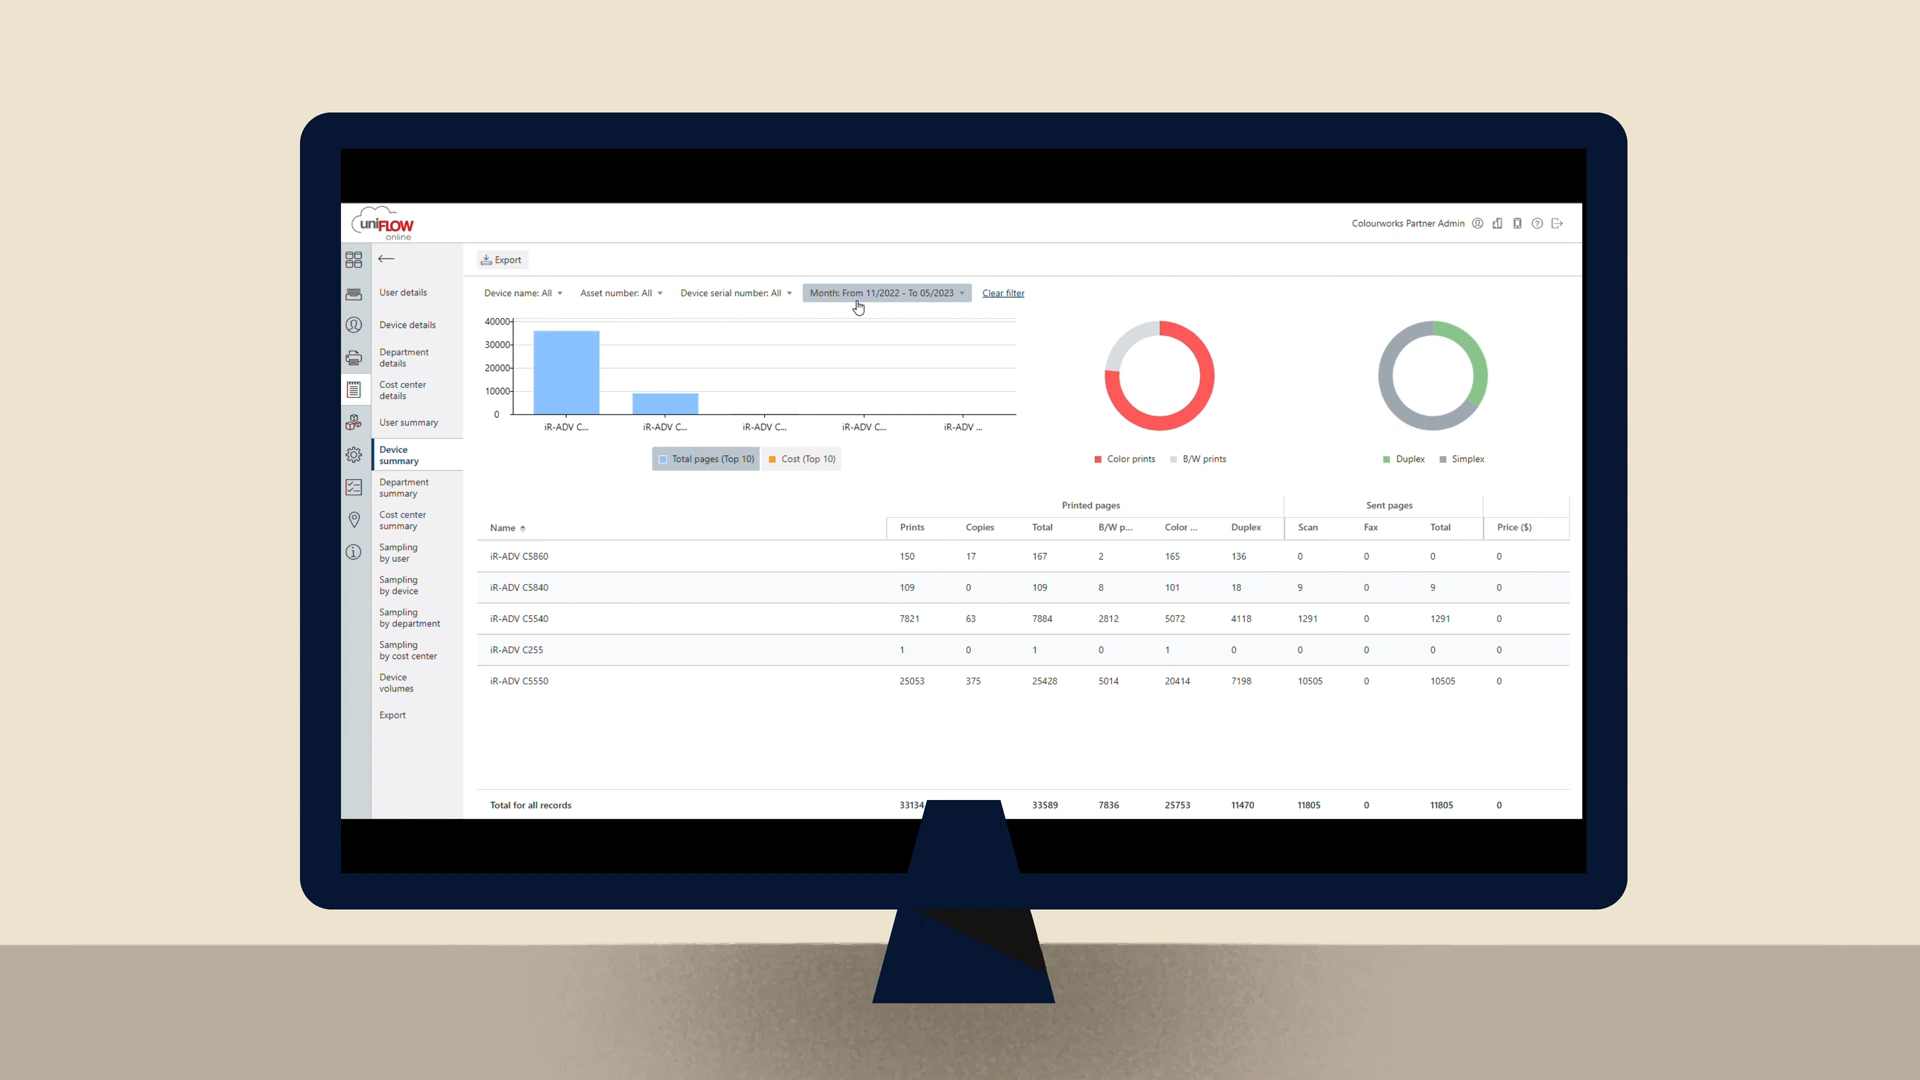 uniFLOW
online
Colourworks Partner Admin
Export
User details
Device details
Department
details
Cost center
details
User summary
Device
summary
Department
summary
Cost center
summary
Sampling
by user
Sampling
by device
Sampling
by department
Sampling
by cost center
Device
volumes
Export
Device name: All Asset number: All Device serial number: All Month: From 11/2022 - To 05/2023 Clear filter
40000
30000
20000
10000
0
iR-ADV C... iR-ADV C... iR-ADV C... iR-ADV C... iR-ADV ...
Total pages (Top 10) Cost (Top 10)
Color prints B/W prints
Duplex Simplex
Printed pages Sent pages
Name Prints Copies Total B/W p... Color ... Duplex Scan Fax Total Price ($)
iR-ADV C5860 150 17 167 2 165 136 0 0 0 0
iR-ADV C5840 109 0 109 8 101 18 9 0 9 0
iR-ADV C5540 7821 63 7884 2812 5072 4118 1291 0 1291 0
iR-ADV C255 1 0 1 0 1 0 0 0 0 0
iR-ADV C5550 25053 375 25428 5014 20414 7198 10505 0 10505 0
Total for all records 33134 33589 7836 25753 11470 11805 0 11805 0